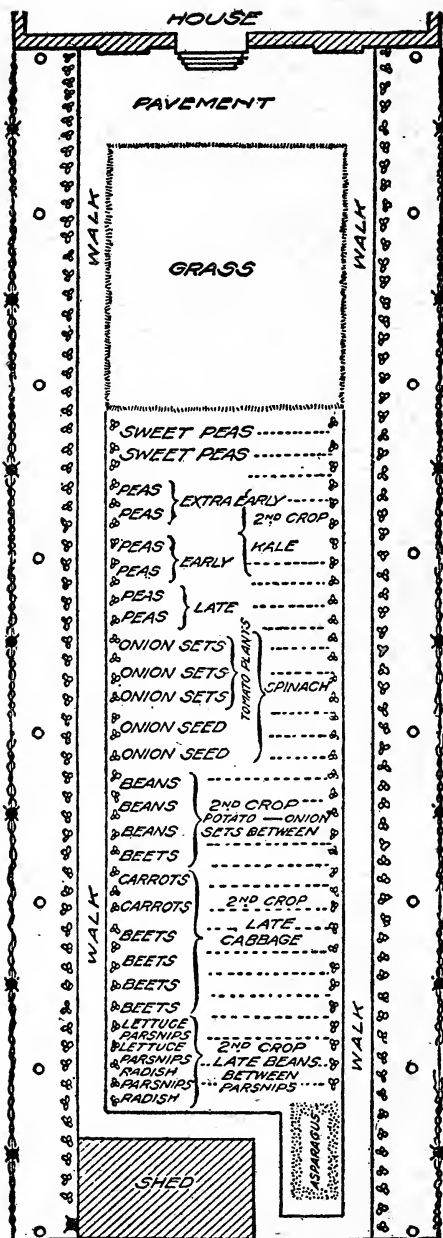 HOUSE
PAVEMENT
WALK
WALK
GRASS
SWEET PEAS
SWEET PEAS
PEAS
PEAS
EXTRA EARLY
2ND CROP
KALE
PEAS
PEAS
EARLY
PEAS
PEAS
LATE
ONION SETS
ONION SETS
ONION SETS
TOMATO PLANTS
SPINACH
ONION SEED
ONION SEED
BEANS
BEANS
BEANS
BEETS
2ND CROP
POTATO — ONION
SETS BETWEEN
CARROTS
CARROTS
BEETS
BEETS
BEETS
BEETS
2ND CROP
LATE
CABBAGE
WALK
WALK
LETTUCE
PARSNIPS
LETTUCE
PARSNIPS
RADISH
PARSNIPS
RADISH
2ND CROP
LATE BEANS
BETWEEN
PARSNIPS
ASPARAGUS
SHED